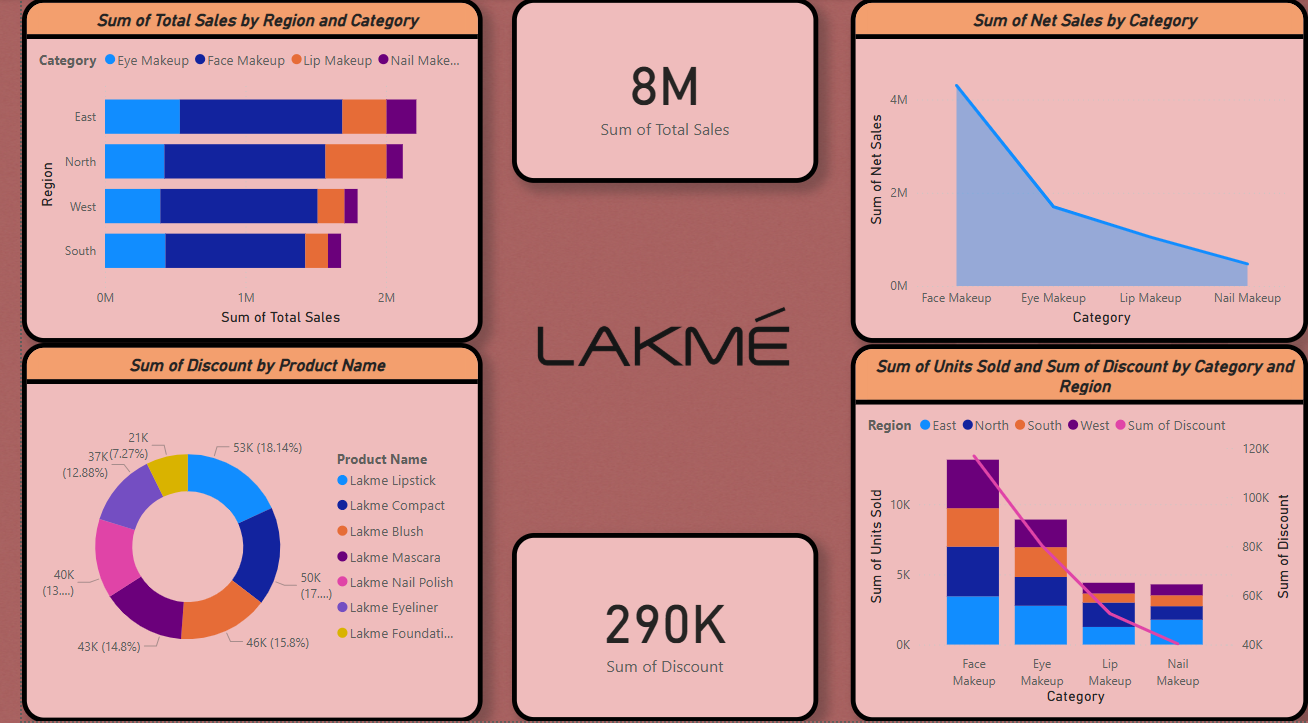 Sum of Total Sales by Region and Category
Category Eye Makeup Face Makeup Lip Makeup Nail Make...
East
North
West
South
Region
0M 1M 2M
Sum of Total Sales
8M
Sum of Total Sales
Sum of Net Sales by Category
4M
2M
0M
Sum of Net Sales
Face Makeup Eye Makeup Lip Makeup Nail Makeup
Category
LAKMÉ
Sum of Discount by Product Name
21K
(7.27%)
53K (18.14%)
37K
(12.88%)
40K
(13....)
50K
(17....)
43K (14.8%)
46K (15.8%)
Product Name
Lakme Lipstick
Lakme Compact
Lakme Blush
Lakme Mascara
Lakme Nail Polish
Lakme Eyeliner
Lakme Foundati...
290K
Sum of Discount
Sum of Units Sold and Sum of Discount by Category and
Region
Region East North South West Sum of Discount
10K
5K
0K
Sum of Units Sold
120K
100K
80K
60K
40K
Sum of Discount
Face
Makeup
Eye
Makeup
Lip
Makeup
Nail
Makeup
Category